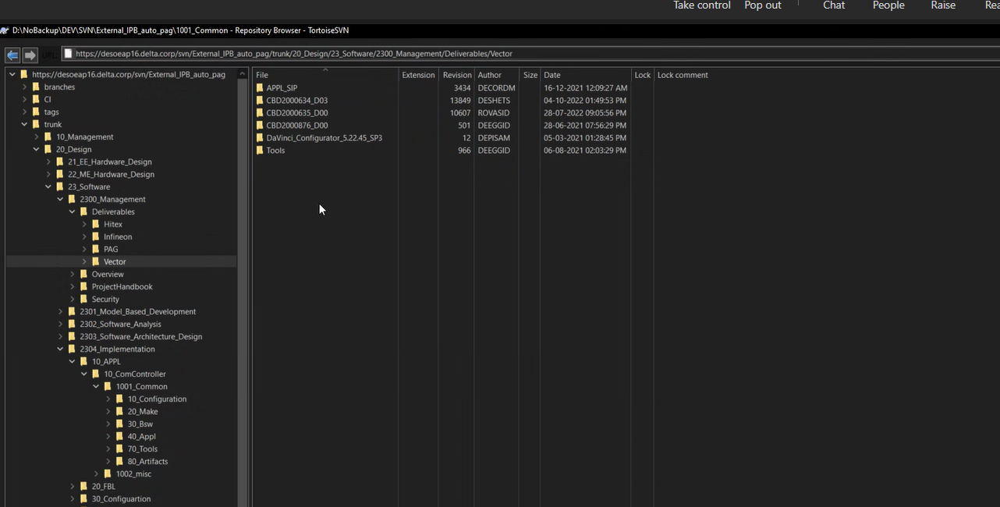 Take control Pop out Chat People Raise Rea
D:\NoBackup\DEV\SVN\External_IPB_auto_pag\1001_Common - Repository Browser - TortoiseSVN
URL: https://desoeap16.delta.corp/svn/External_IPB_auto_pag/trunk/20_Design/23_Software/2300_Management/Deliverables/Vector
https://desoeap16.delta.corp/svn/External_IPB_auto_pag
branches
CI
tags
trunk
10_Management
20_Design
21_EE_Hardware_Design
22_ME_Hardware_Design
23_Software
2300_Management
Deliverables
Hitex
Infineon
PAG
Vector
Overview
ProjectHandbook
Security
2301_Model_Based_Development
2302_Software_Analysis
2303_Software_Architecture_Design
2304_Implementation
10_APPL
10_ComController
1001_Common
10_Configuration
20_Make
30_Bsw
40_Appl
70_Tools
80_Artifacts
1002_misc
20_FBL
30_Configuartion
File Extension Revision Author Size Date Lock Lock comment
APPL_SIP 3434 DECORDM 16-12-2021 12:09:27 AM
CBD2000634_D03 13849 DESHETS 04-10-2022 01:49:53 PM
CBD2000635_D00 10607 ROVASID 28-07-2022 09:05:56 PM
CBD2000876_D00 501 DEEGGID 28-06-2021 07:56:29 PM
DaVinci_Configurator_5.22.45_SP3 12 DEPISAM 05-03-2021 01:28:45 PM
Tools 966 DEEGGID 06-08-2021 02:03:29 PM